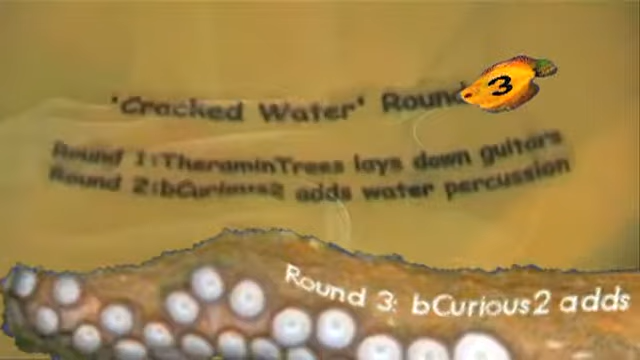 'Cracked Water' Round
3
Round 1:TheraminTrees lays down guitars
Round 2:bCurious2 adds water percussion
Round 3: bCurious2 adds